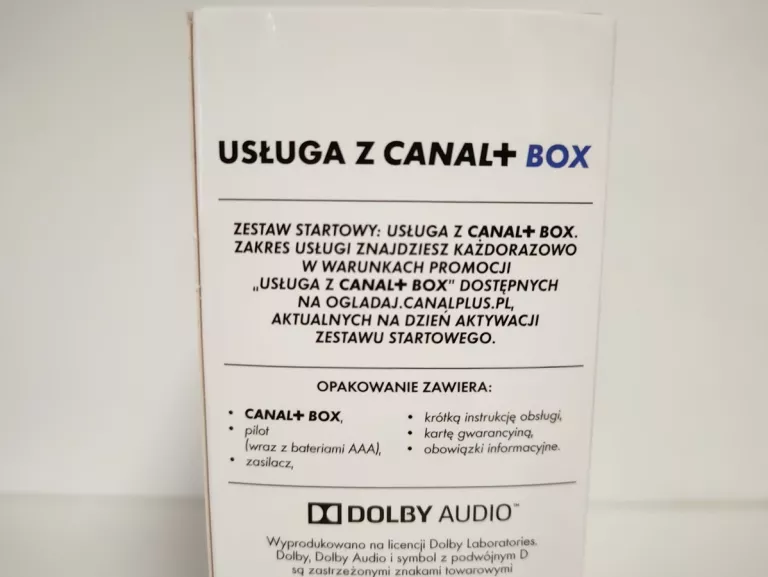 USŁUGA Z CANAL+ BOX
ZESTAW STARTOWY: USŁUGA Z CANAL+ BOX.
ZAKRES USŁUGI ZNAJDZIESZ KAŻDORAZOWO
W WARUNKACH PROMOCJI
„USŁUGA Z CANAL+ BOX" DOSTĘPNYCH
NA OGLADAJ.CANALPLUS.PL,
AKTUALNYCH NA DZIEŃ AKTYWACJI
ZESTAWU STARTOWEGO.
OPAKOWANIE ZAWIERA:
• CANAL+ BOX,
• pilot
(wraz z bateriami AAA),
• zasilacz,
• krótką instrukcję obsługi,
• kartę gwarancyjną,
• obowiązki informacyjne.
DOLBY AUDIO™
Wyprodukowano na licencji Dolby Laboratories.
Dolby, Dolby Audio i symbol z podwójnym D
są zastrzeżonymi znakami towarowymi